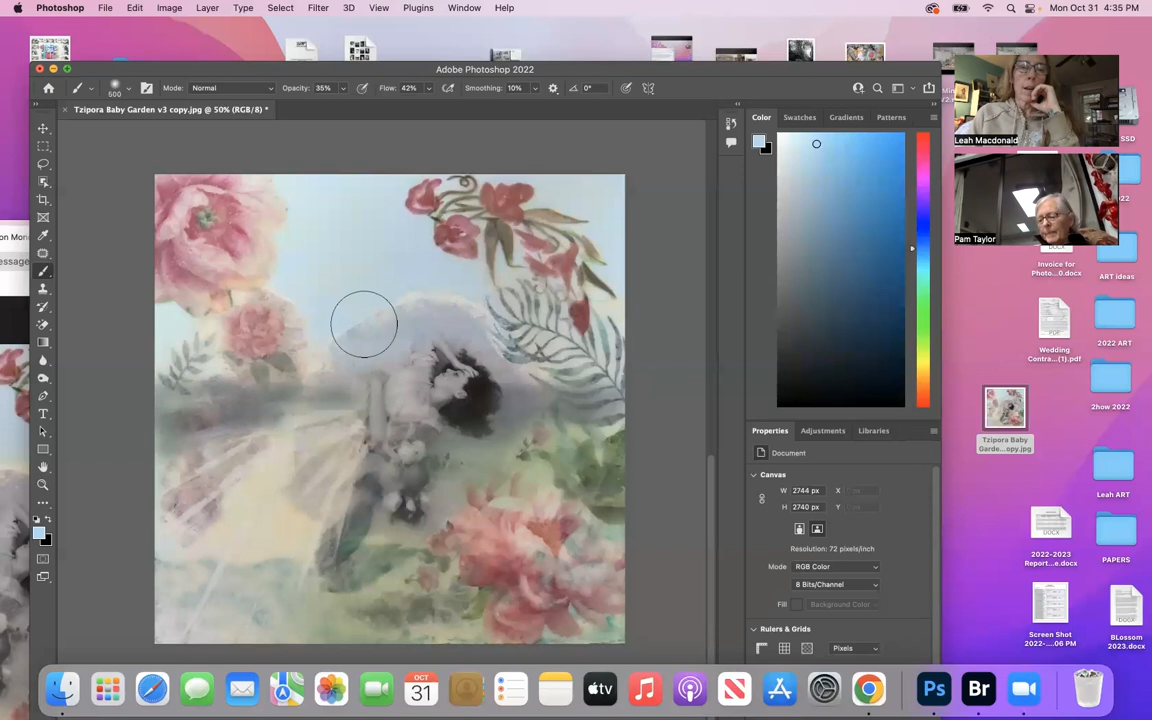 Photoshop File Edit Image Layer Type Select Filter 3D View Plugins Window Help Mon Oct 31 4:35 PM
Adobe Photoshop 2022
500 Mode: Normal Opacity: 35% Flow: 42% Smoothing: 10% 0°
Tzipora Baby Garden v3 copy.jpg @ 50% (RGB/8) *
Color Swatches Gradients Patterns
Leah Macdonald
Pam Taylor
SSD
Invoice for
Photo...0.docx
ART ideas
Wedding
Contra...(1).pdf
2022 ART
2how 2022
Tzipora Baby
Garde...opy.jpg
Properties Adjustments Libraries
Document
Canvas
W 2744 px X
H 2740 px Y
Resolution: 72 pixels/inch
Mode RGB Color
8 Bits/Channel
Fill Background Color
Rulers & Grids
Pixels
Leah ART
2022-2023
Report...e.docx
PAPERS
Screen Shot
2022-...06 PM
BLossom
2023.docx
OCT
31
tv
Ps
Br